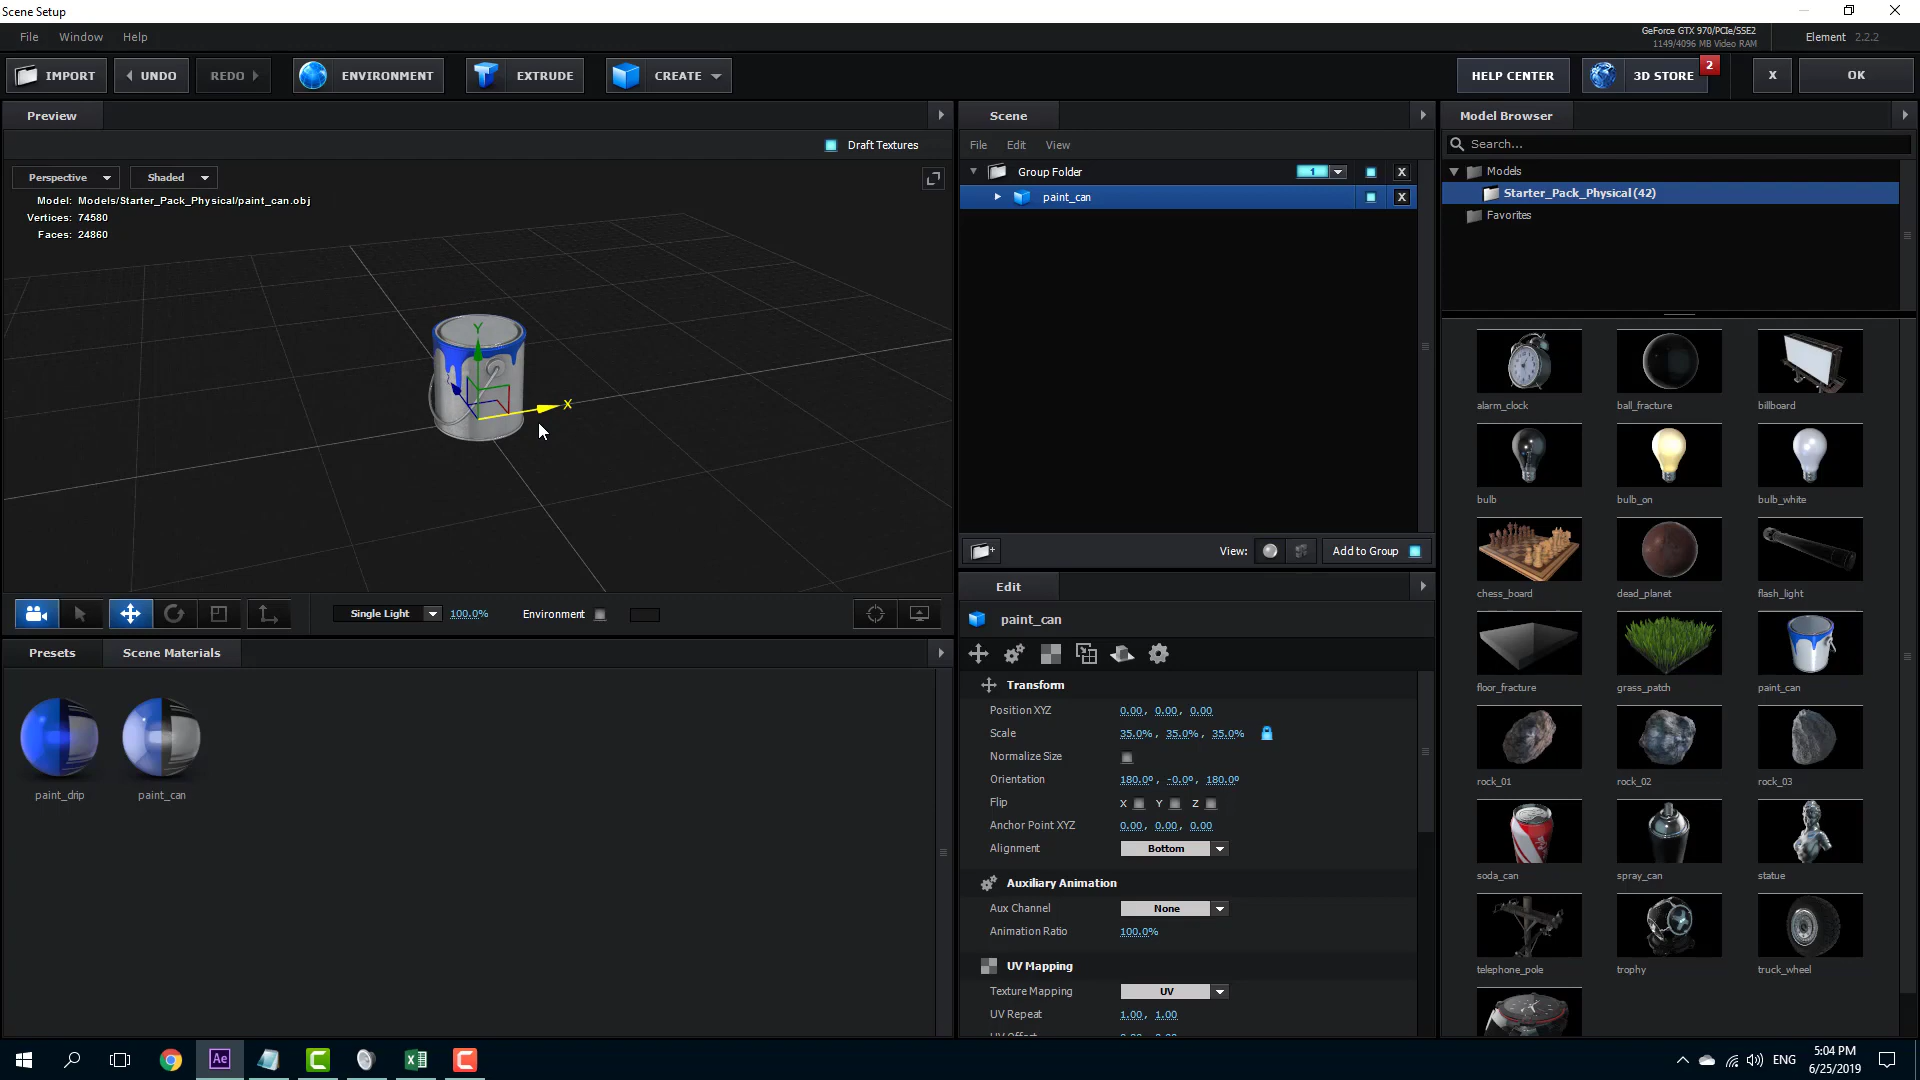 Scene Setup
File Window Help
GeForce GTX 970/PCIe/SSE2
1149/4096 MB Video RAM
Element 2.2.2
IMPORT UNDO REDO ENVIRONMENT EXTRUDE CREATE HELP CENTER 3D STORE 2 X OK
Preview
Draft Textures
Perspective Shaded
Model: Models/Starter_Pack_Physical/paint_can.obj
Vertices: 74580
Faces: 24860
Y
X
Single Light 100.0% Environment
Presets Scene Materials
paint_drip paint_can
Scene
File Edit View
Group Folder 1 X
paint_can X
View: Add to Group
Edit
paint_can
Transform
Position XYZ 0.00, 0.00, 0.00
Scale 35.0%, 35.0%, 35.0%
Normalize Size
Orientation 180.0º, -0.0º, 180.0º
Flip X Y Z
Anchor Point XYZ 0.00, 0.00, 0.00
Alignment Bottom
Auxiliary Animation
Aux Channel None
Animation Ratio 100.0%
UV Mapping
Texture Mapping UV
UV Repeat 1.00, 1.00
UV Offset
Model Browser
Search...
Models
Starter_Pack_Physical (42)
Favorites
alarm_clock ball_fracture billboard
bulb bulb_on bulb_white
chess_board dead_planet flash_light
floor_fracture grass_patch paint_can
rock_01 rock_02 rock_03
soda_can spray_can statue
telephone_pole trophy truck_wheel
Ae
ENG
5:04 PM
6/25/2019